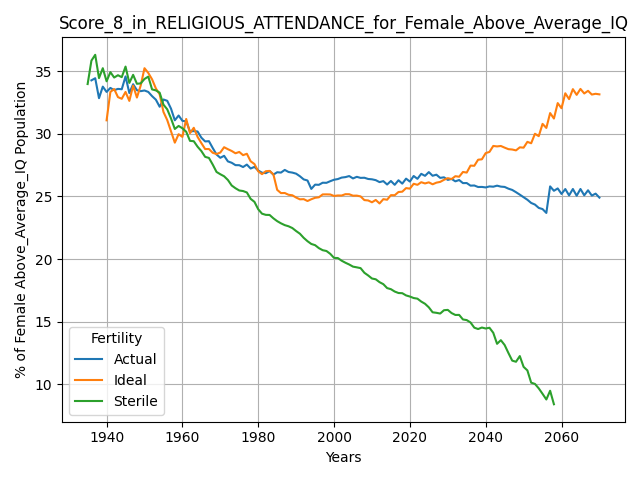 Score_8_in_RELIGIOUS_ATTENDANCE_for_Female_Above_Average_IQ
% of Female Above_Average_IQ Population
35
30
25
20
15
10
Fertility
Actual
Ideal
Sterile
1940 1960 1980 2000 2020 2040 2060
Years